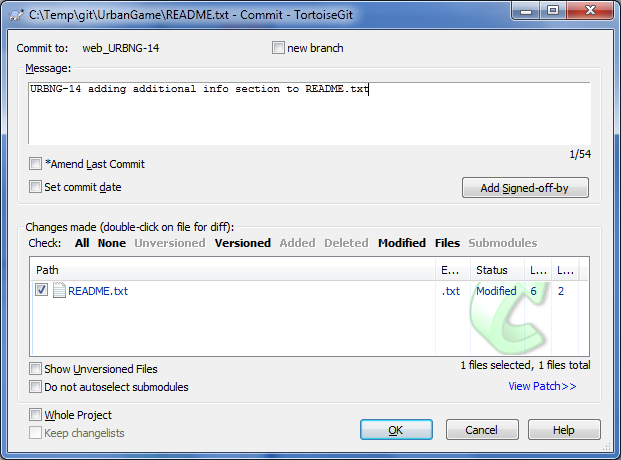 C:\Temp\git\UrbanGame\README.txt - Commit - TortoiseGit
Commit to: web_URBNG-14 new branch
Message:
URBNG-14 adding additional info section to README.txt
1/54
*Amend Last Commit
Set commit date
Add Signed-off-by
Changes made (double-click on file for diff):
Check: All None Unversioned Versioned Added Deleted Modified Files Submodules
Path E... Status L... L...
README.txt .txt Modified 6 2
Show Unversioned Files
1 files selected, 1 files total
Do not autoselect submodules
View Patch>>
Whole Project
Keep changelists
OK Cancel Help